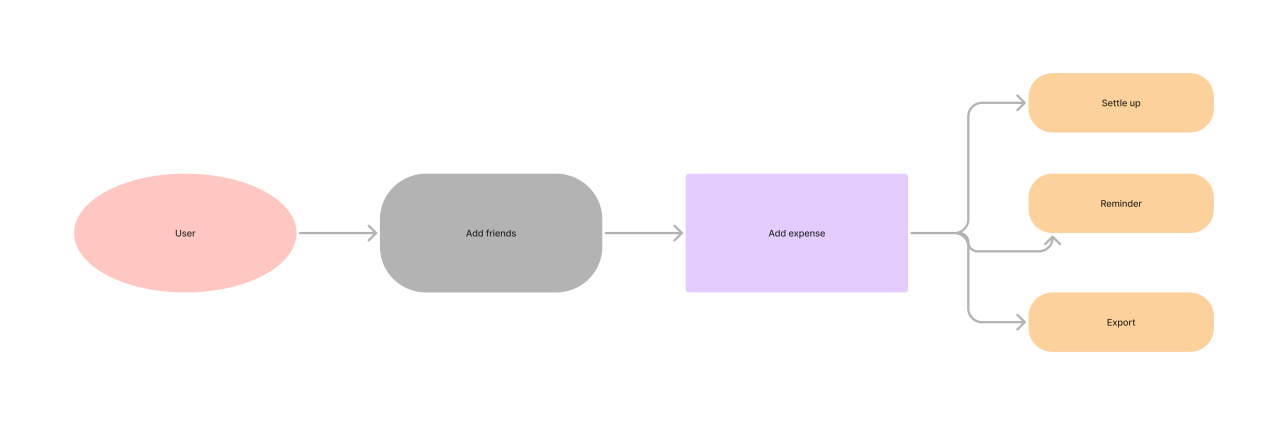 User
Add friends
Add expense
Settle up
Reminder
Export